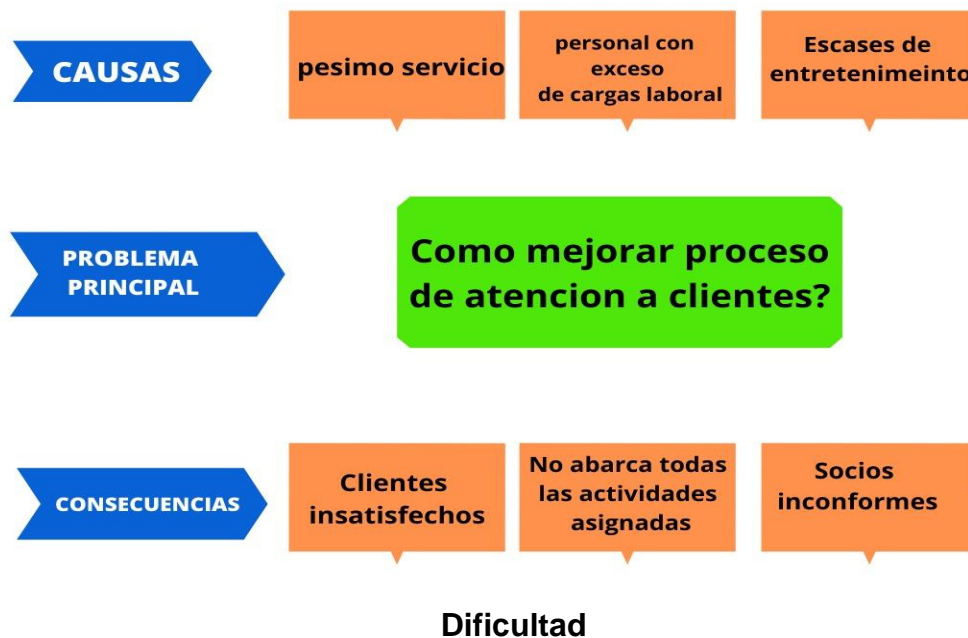 CAUSAS
pesimo servicio
personal con
exceso
de cargas laboral
Escases de
entretenimeinto
PROBLEMA
PRINCIPAL
Como mejorar proceso
de atencion a clientes?
CONSECUENCIAS
Clientes
insatisfechos
No abarca todas
las actividades
asignadas
Socios
inconformes
Dificultad